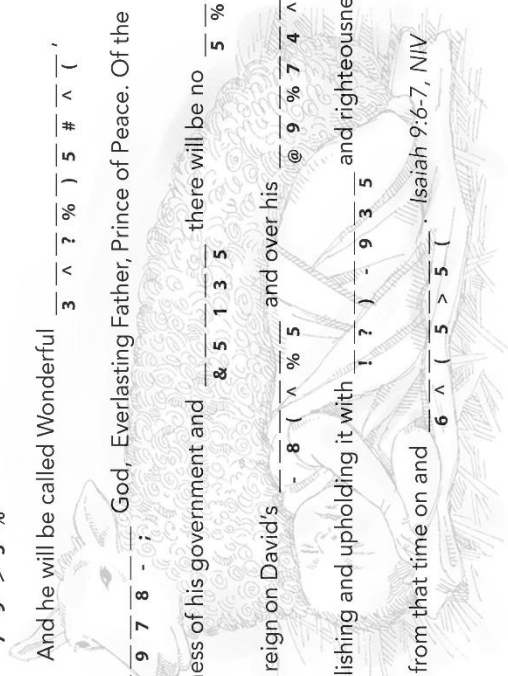 And he will be called Wonderful 3 ^ ? % ) 5 # ^ ( ,
9 7 8 - ; God, Everlasting Father, Prince of Peace. Of the
ness of his government and & 5 1 3 5 there will be no 5 %
reign on David's - 8 ( ^ % 5 and over his @ 9 % 7 4 ^
lishing and upholding it with ! ? ) - 9 3 5 and righteousne
from that time on and 6 ^ ( 5 > 5 ( . Isaiah 9:6-7, NIV